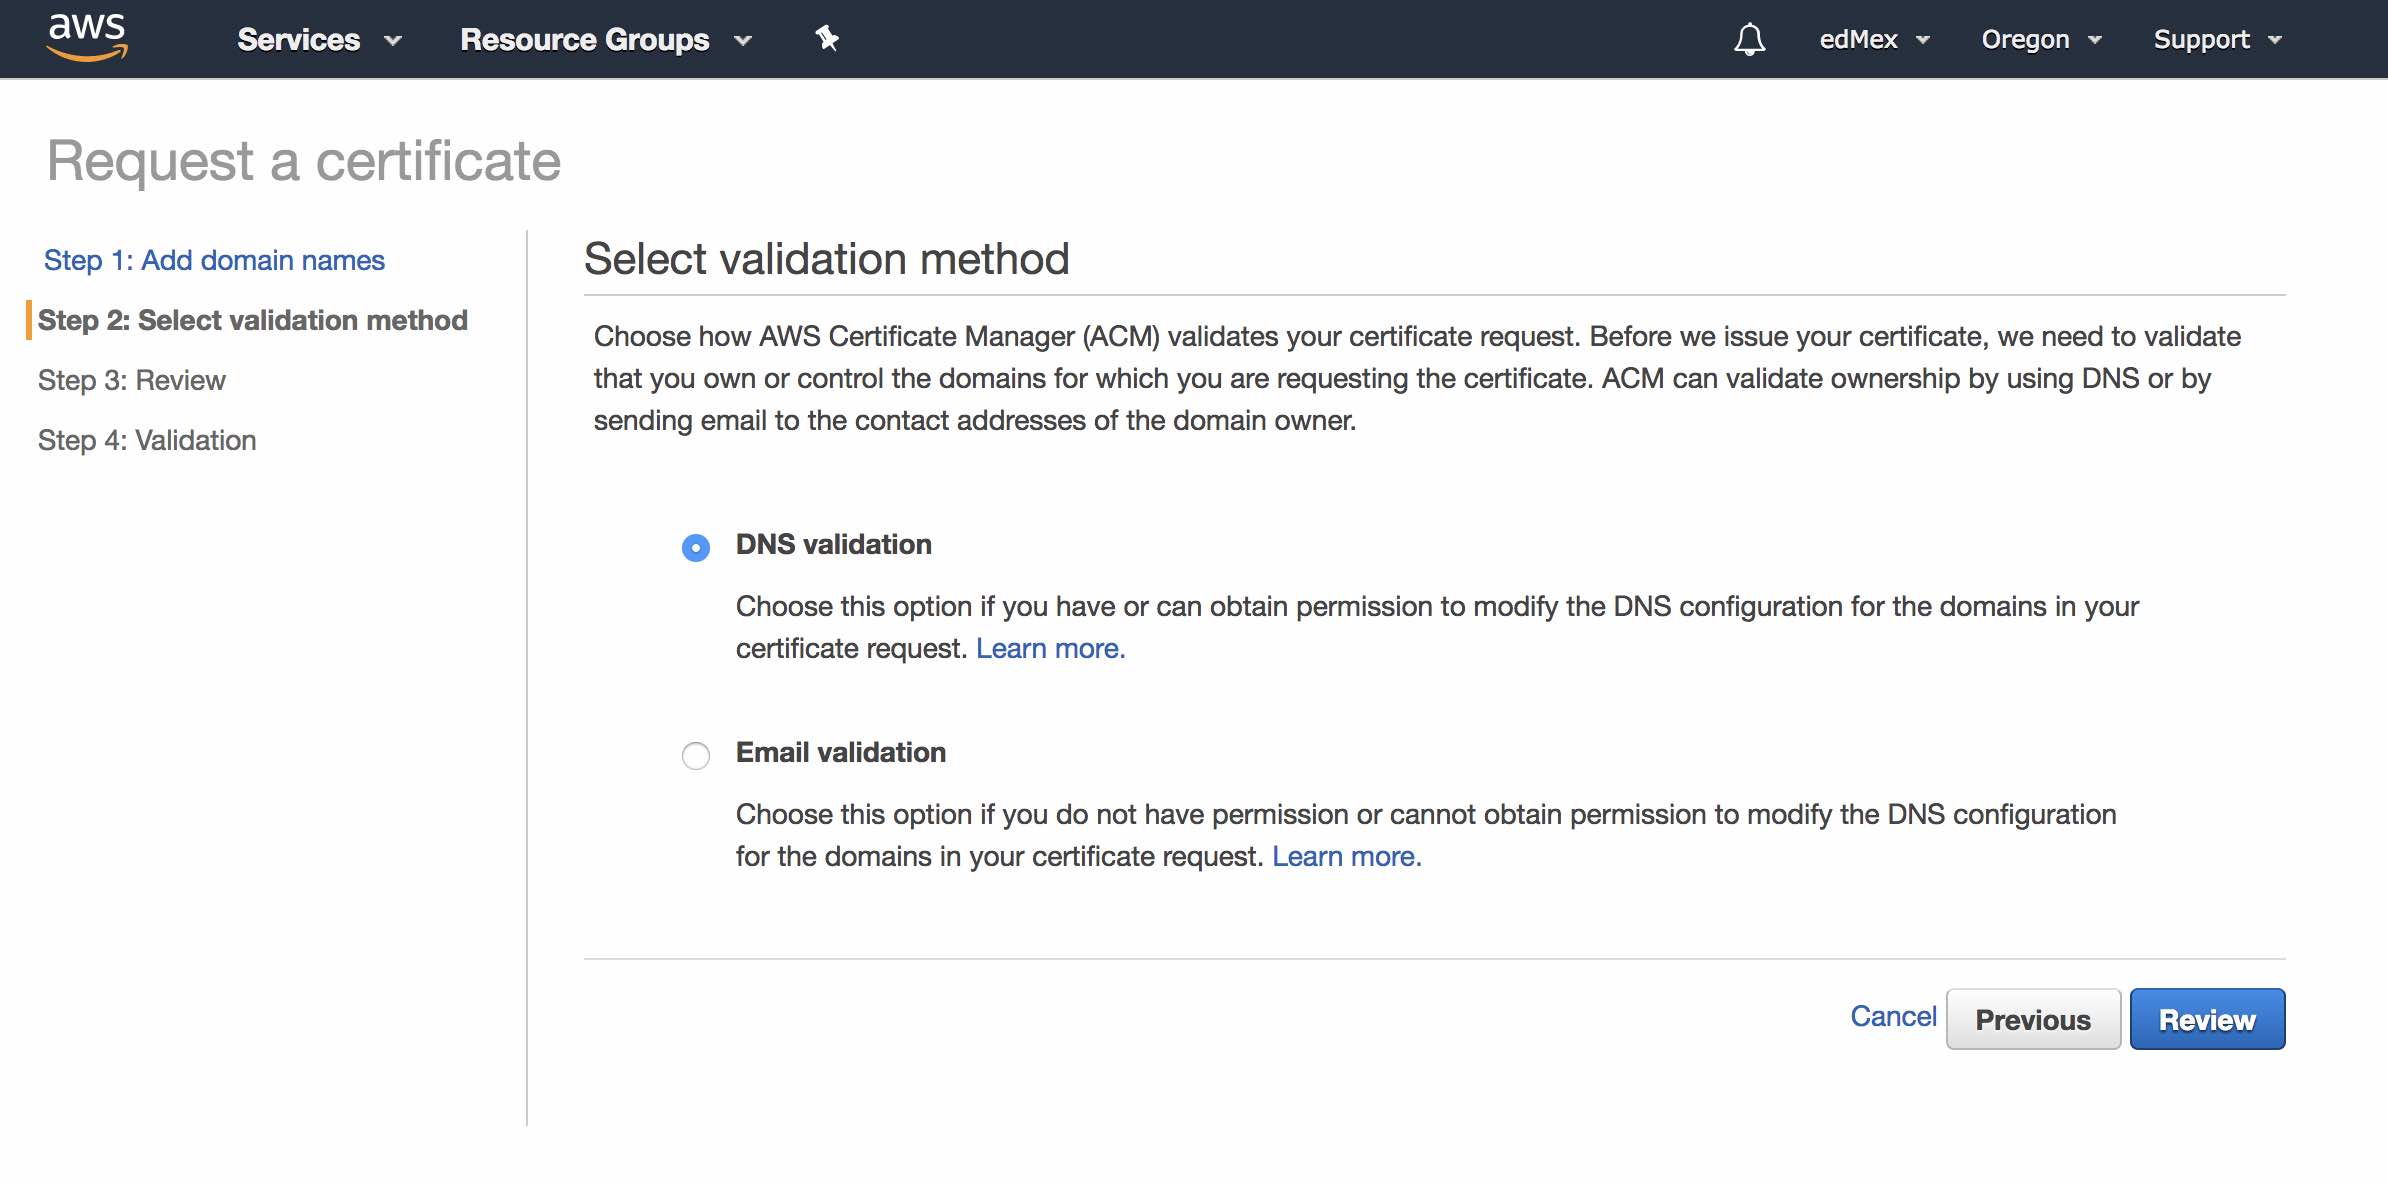 aws
Services
Resource Groups
edMex
Oregon
Support
Request a certificate
Step 1: Add domain names
Step 2: Select validation method
Step 3: Review
Step 4: Validation
Select validation method
Choose how AWS Certificate Manager (ACM) validates your certificate request. Before we issue your certificate, we need to validate
that you own or control the domains for which you are requesting the certificate. ACM can validate ownership by using DNS or by
sending email to the contact addresses of the domain owner.
DNS validation
Choose this option if you have or can obtain permission to modify the DNS configuration for the domains in your
certificate request. Learn more.
Email validation
Choose this option if you do not have permission or cannot obtain permission to modify the DNS configuration
for the domains in your certificate request. Learn more.
Cancel
Previous
Review